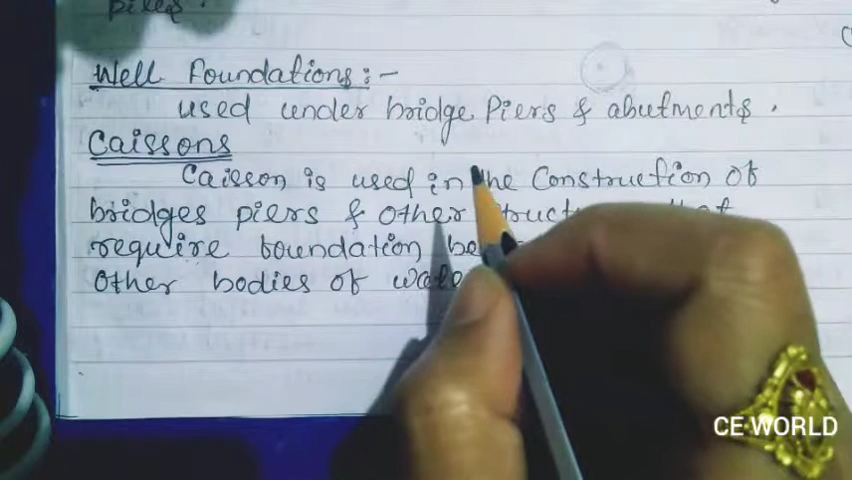 piles.
Well Foundations :-
used under bridge Piers & abutments.
Caissons
Caisson is used in the Construction of
bridges piers & other
require foundation
other bodies of
CE WORLD